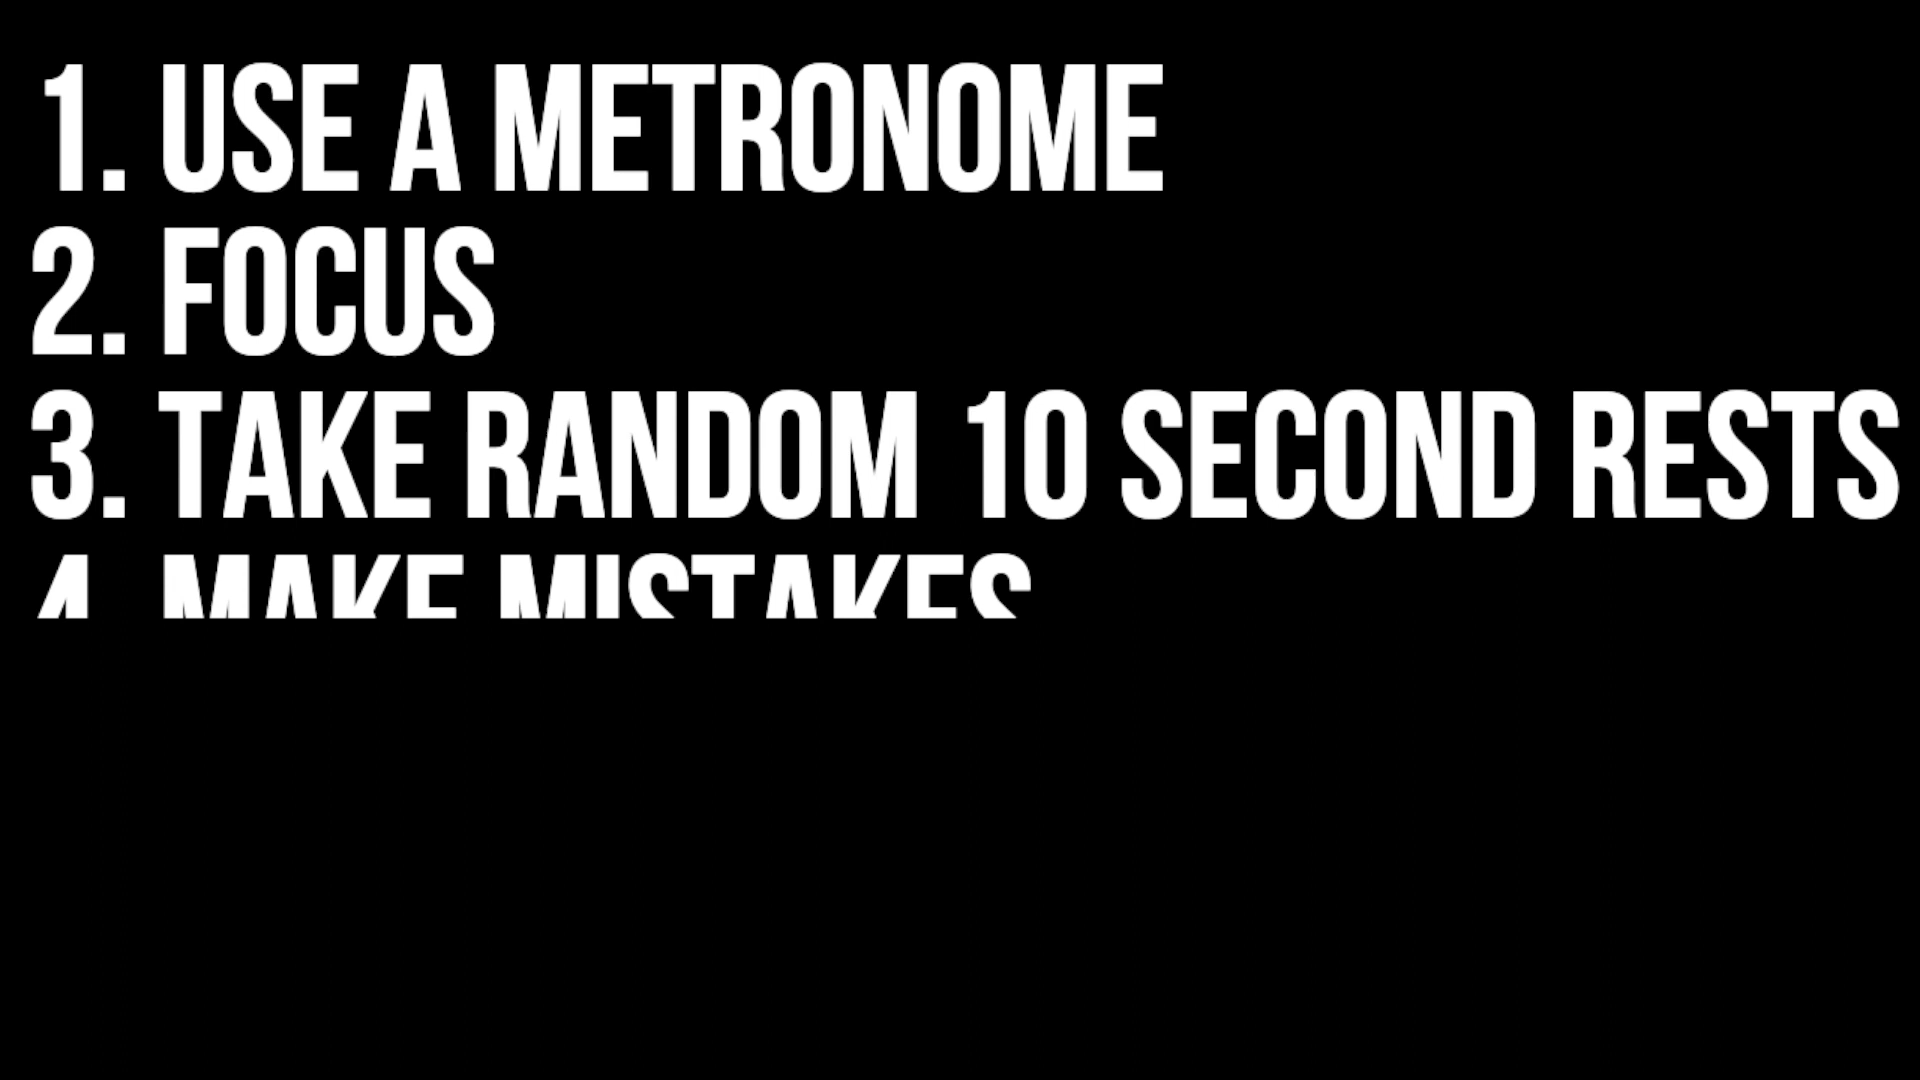 1. USE A METRONOME
2. FOCUS
3. TAKE RANDOM 10 SECOND RESTS
4. MAKE MISTAKES